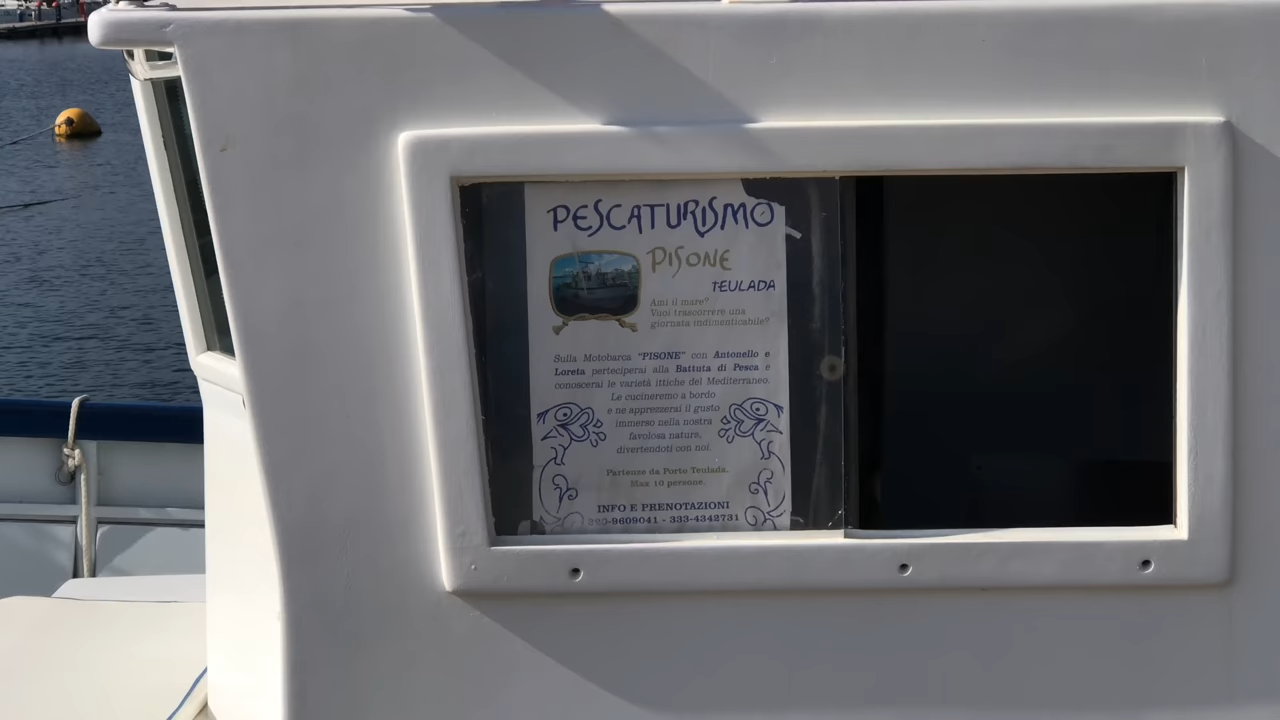 PESCATURISMO
PISONE
TEULADA
Ami il mare?
Vuoi trascorrere una
giornata indimenticabile?
Sulla Motobarca "PISONE" con Antonello e
Loreta perteciperai alla Battuta di Pesca e
conoscerai le varietà ittiche del Mediterraneo.
Le cucineremo a bordo
e ne apprezzerai il gusto
immerso nella nostra
favolosa natura,
divertendoti con noi.
Partenze da Porto Teulada.
Max 10 persone.
INFO E PRENOTAZIONI
- 333-4342731